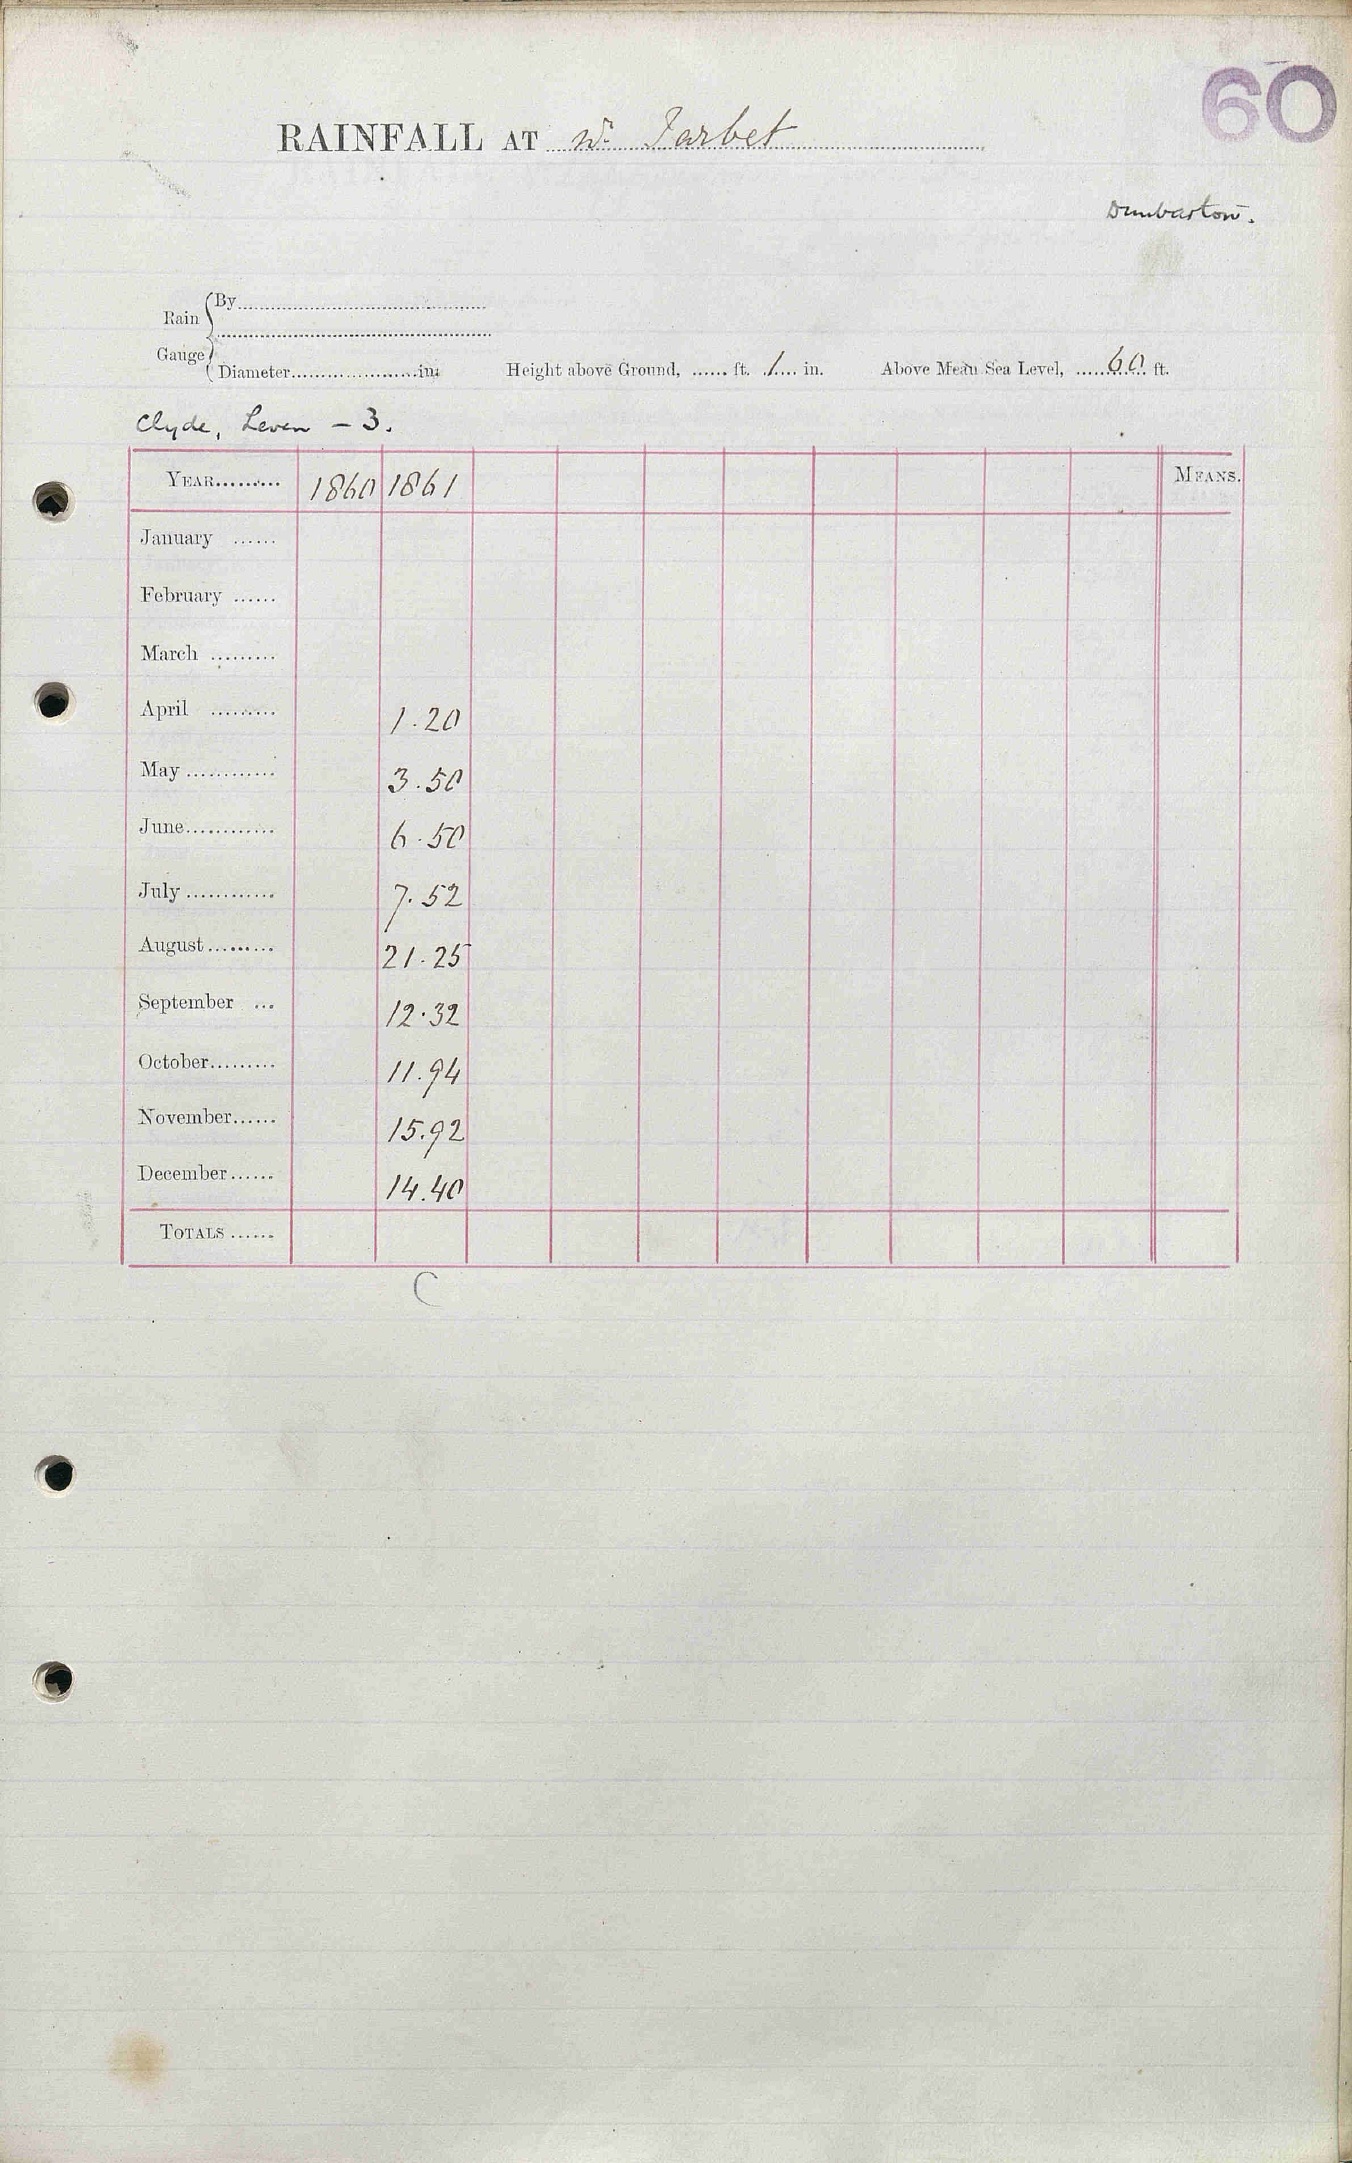 60
RAINFALL AT Nr Tarbet
Dumbarton.
Rain Gauge
By
Diameter in: Height above Ground, ...... ft. 1 in. Above Mean Sea Level, 60 ft.
Clyde, Leven - 3.
YEAR......... 1860 1861 MEANS.
January ......
February ......
March .........
April ......... 1.20
May ............ 3.50
June............ 6.50
July ............ 7.52
August......... 21.25
September ... 12.32
October......... 11.94
November...... 15.92
December...... 14.40
TOTALS ......
C